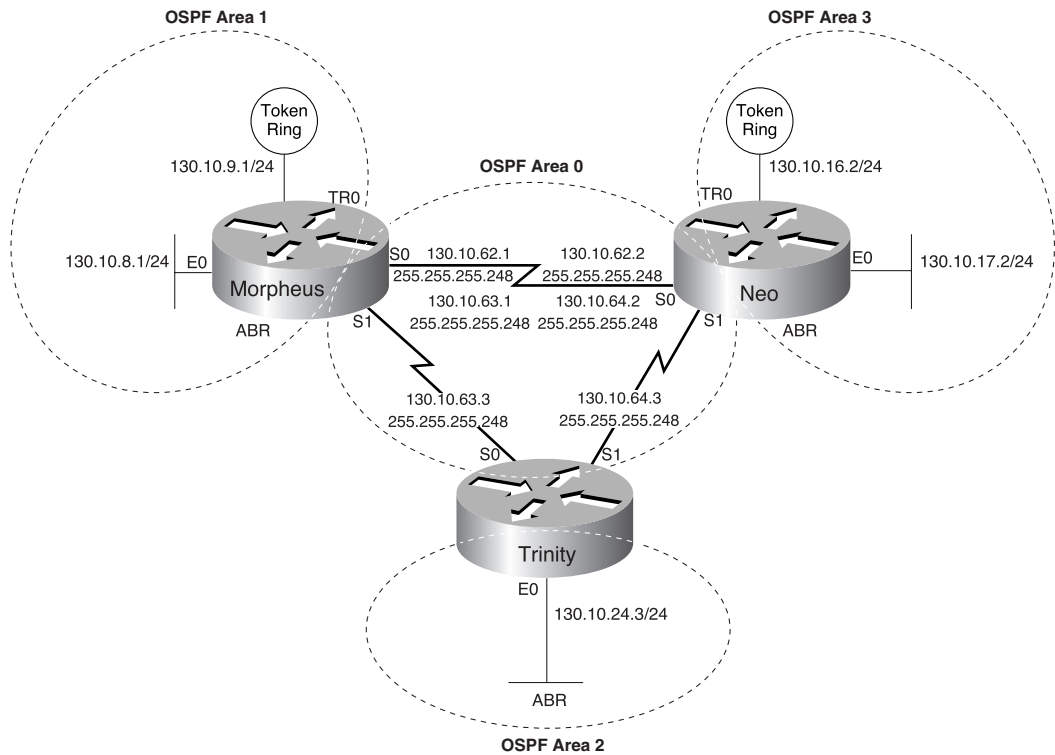 OSPF Area 1
OSPF Area 3
Token
Ring
Token
Ring
130.10.9.1/24
OSPF Area 0
130.10.16.2/24
TR0
TR0
130.10.8.1/24
E0
S0
130.10.62.1
130.10.62.2
E0
130.10.17.2/24
255.255.255.248
255.255.255.248
Morpheus
S0
Neo
130.10.63.1
130.10.64.2
ABR
S1
255.255.255.248
255.255.255.248
S1
ABR
130.10.63.3
255.255.255.248
130.10.64.3
255.255.255.248
S0
S1
Trinity
E0
130.10.24.3/24
ABR
OSPF Area 2